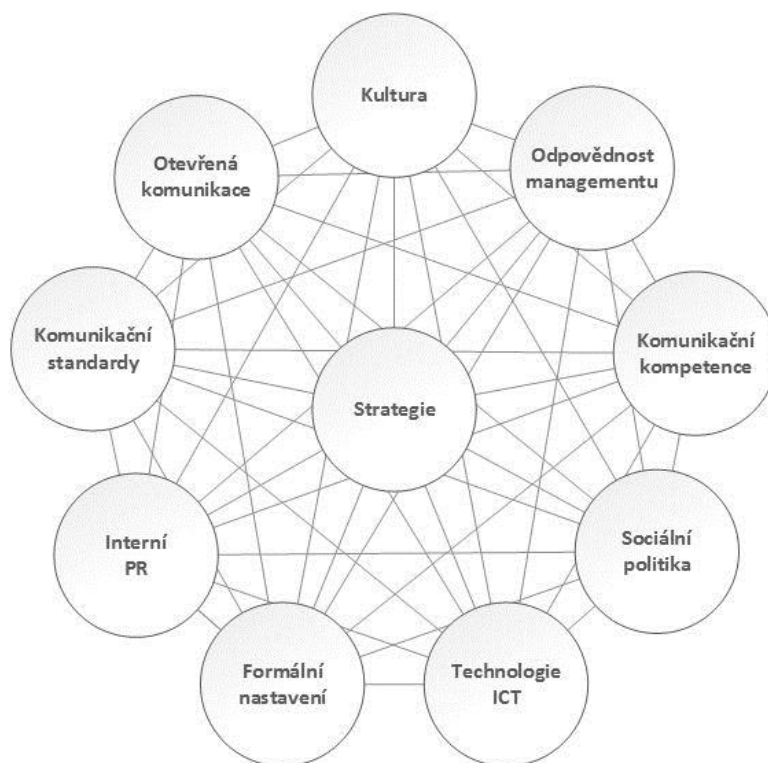 Kultura
Otevřená
komunikace
Odpovědnost
managementu
Komunikační
standardy
Komunikační
kompetence
Strategie
Interní
PR
Sociální
politika
Formální
nastavení
Technologie
ICT